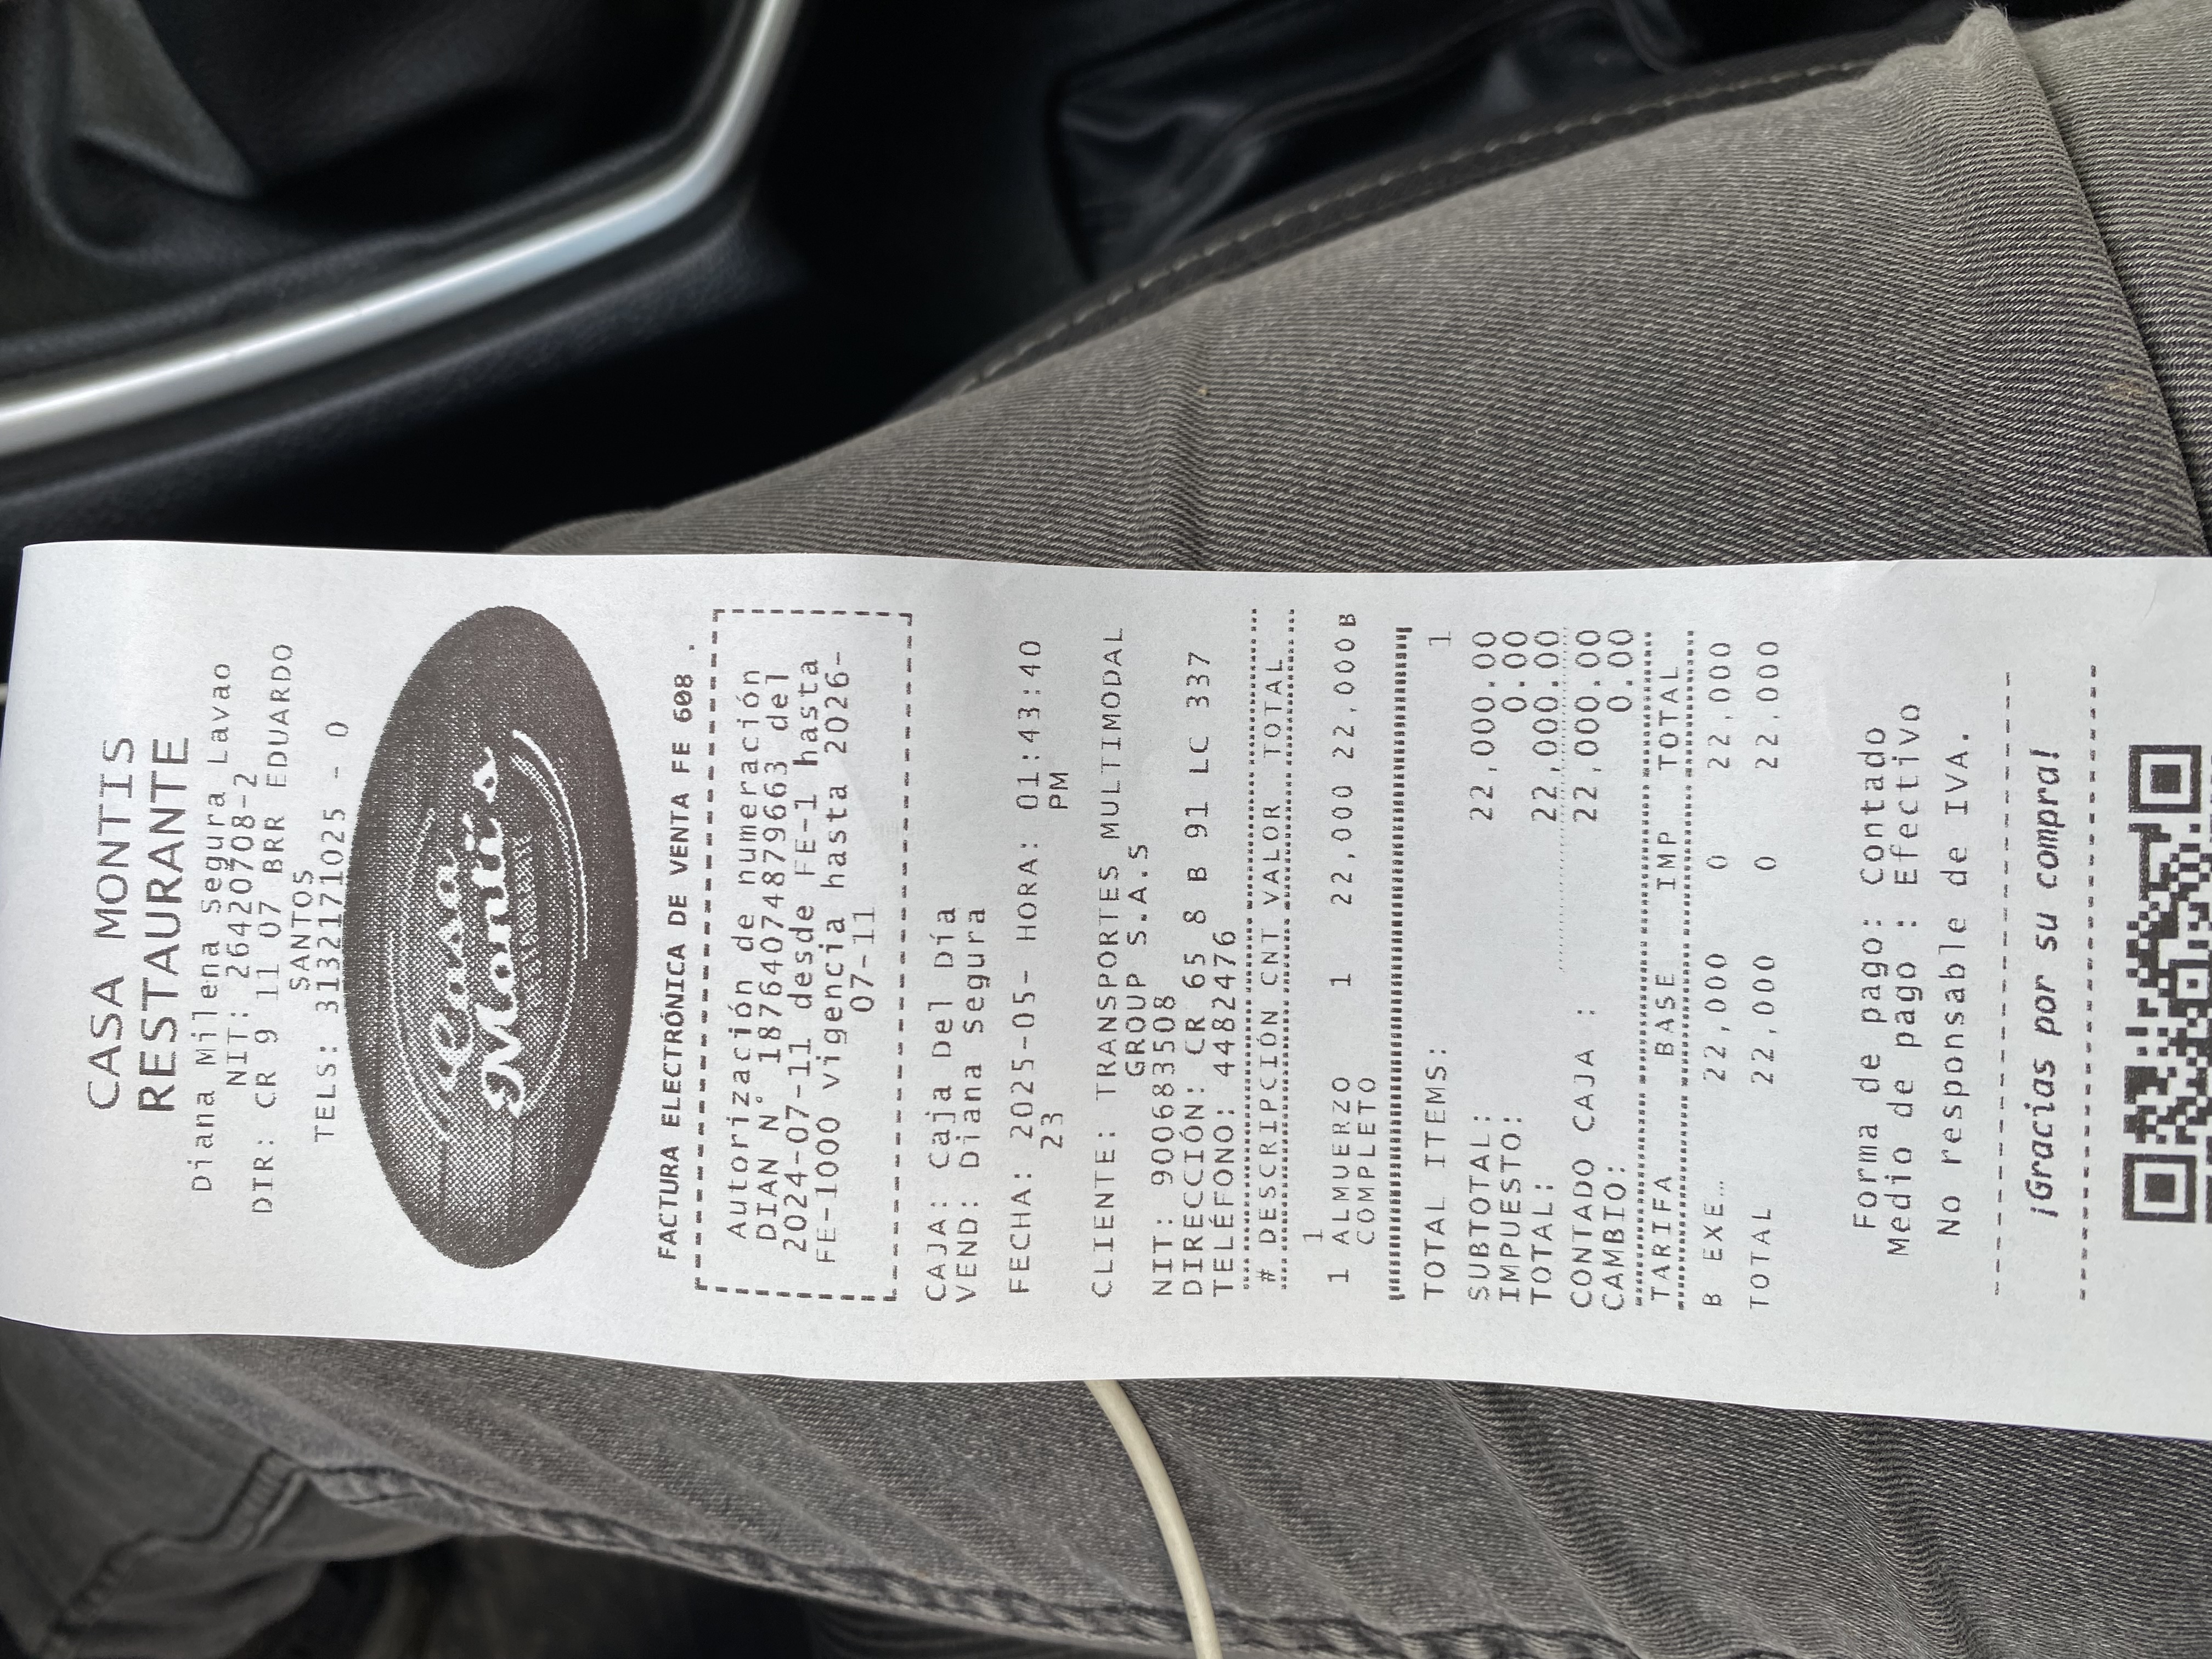 CASA MONTIS
RESTAURANTE
Diana Milena Segura Lavao
NIT: 26420708-2
DIR: CR 9 11 07 BRR EDUARDO
SANTOS
TELS: 3132171025 - 0
Casa
Montis
FACTURA ELECTRÓNICA DE VENTA FE 608 .
Autorización de numeración
DIAN N° 18764074879663 del
2024-07-11 desde FE-1 hasta
FE-1000 vigencia hasta 2026-
07-11
CAJA: Caja Del Día
VEND: Diana Segura
FECHA: 2025-05- HORA: 01:43:40
23 PM
CLIENTE: TRANSPORTES MULTIMODAL
GROUP S.A.S
NIT: 900683508
DIRECCIÓN: CR 65 8 B 91 LC 337
TELÉFONO: 4482476
# DESCRIPCIÓN CNT VALOR TOTAL
1
1 ALMUERZO 1 22,000 22,000B
COMPLETO
TOTAL ITEMS: 1
SUBTOTAL: 22,000.00
IMPUESTO: 0.00
TOTAL: 22,000.00
CONTADO CAJA : 22,000.00
CAMBIO: 0.00
TARIFA BASE IMP TOTAL
B EXE… 22,000 0 22,000
TOTAL 22,000 0 22,000
Forma de pago: Contado
Medio de pago : Efectivo
No responsable de IVA.
¡Gracias por su compra!